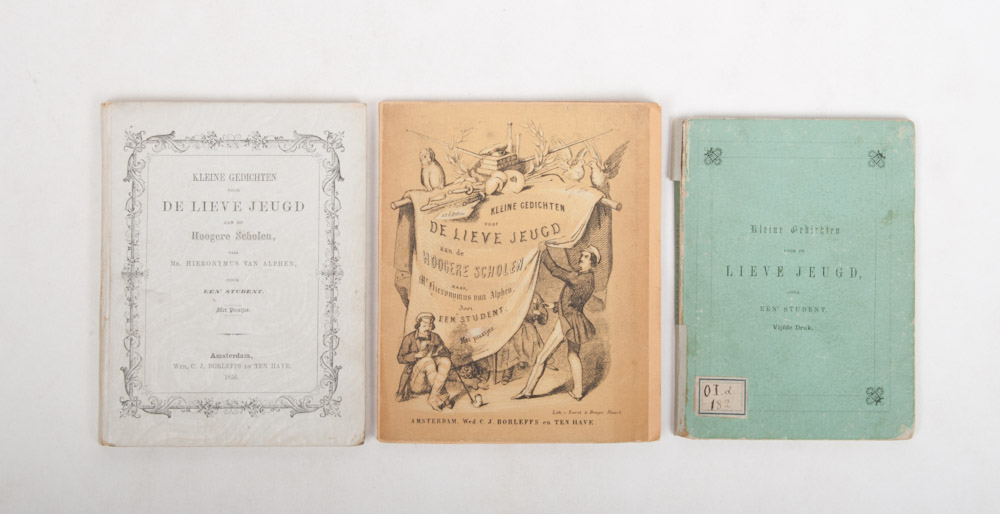 KLEINE GEDICHTEN
VOOR
DE LIEVE JEUGD
AAN DE
Hoogere Scholen,
NAAR
MR. HIERONYMUS VAN ALPHEN,
DOOR
EEN' STUDENT.
Met Plaatjes.
Amsterdam,
WED. C. J. BORLEFFS EN TEN HAVE.
KLEINE GEDICHTEN
VOOR
DE LIEVE JEUGD
aan de
HOOGERE SCHOLEN,
naar
Mr Hieronymus van Alphen,
door
EEN' STUDENT.
Met plaatjes
AMSTERDAM, Wed C J. BORLEFFS en TEN HAVE
Kleine Gedichten
VOOR DE
LIEVE JEUGD,
DOOR
EEN' STUDENT.
Vijfde Druk.
O I. d
182